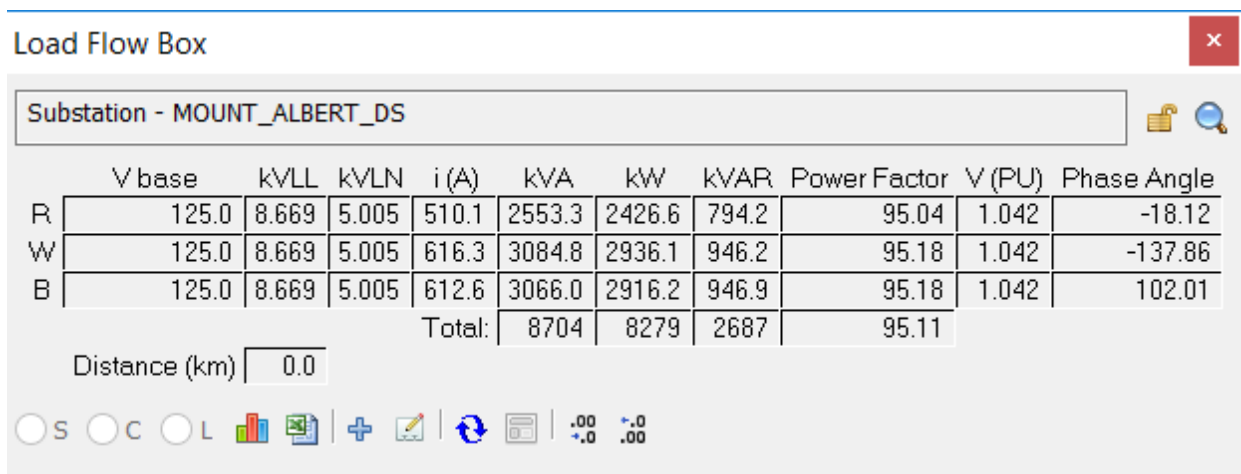 Load Flow Box
Substation - MOUNT_ALBERT_DS
V base kVLL kVLN i (A) kVA kW kVAR Power Factor V (PU) Phase Angle
R 125.0 8.669 5.005 510.1 2553.3 2426.6 794.2 95.04 1.042 -18.12
W 125.0 8.669 5.005 616.3 3084.8 2936.1 946.2 95.18 1.042 -137.86
B 125.0 8.669 5.005 612.6 3066.0 2916.2 946.9 95.18 1.042 102.01
Total: 8704 8279 2687 95.11
Distance (km) 0.0
S C L .00 .0 .0 .00